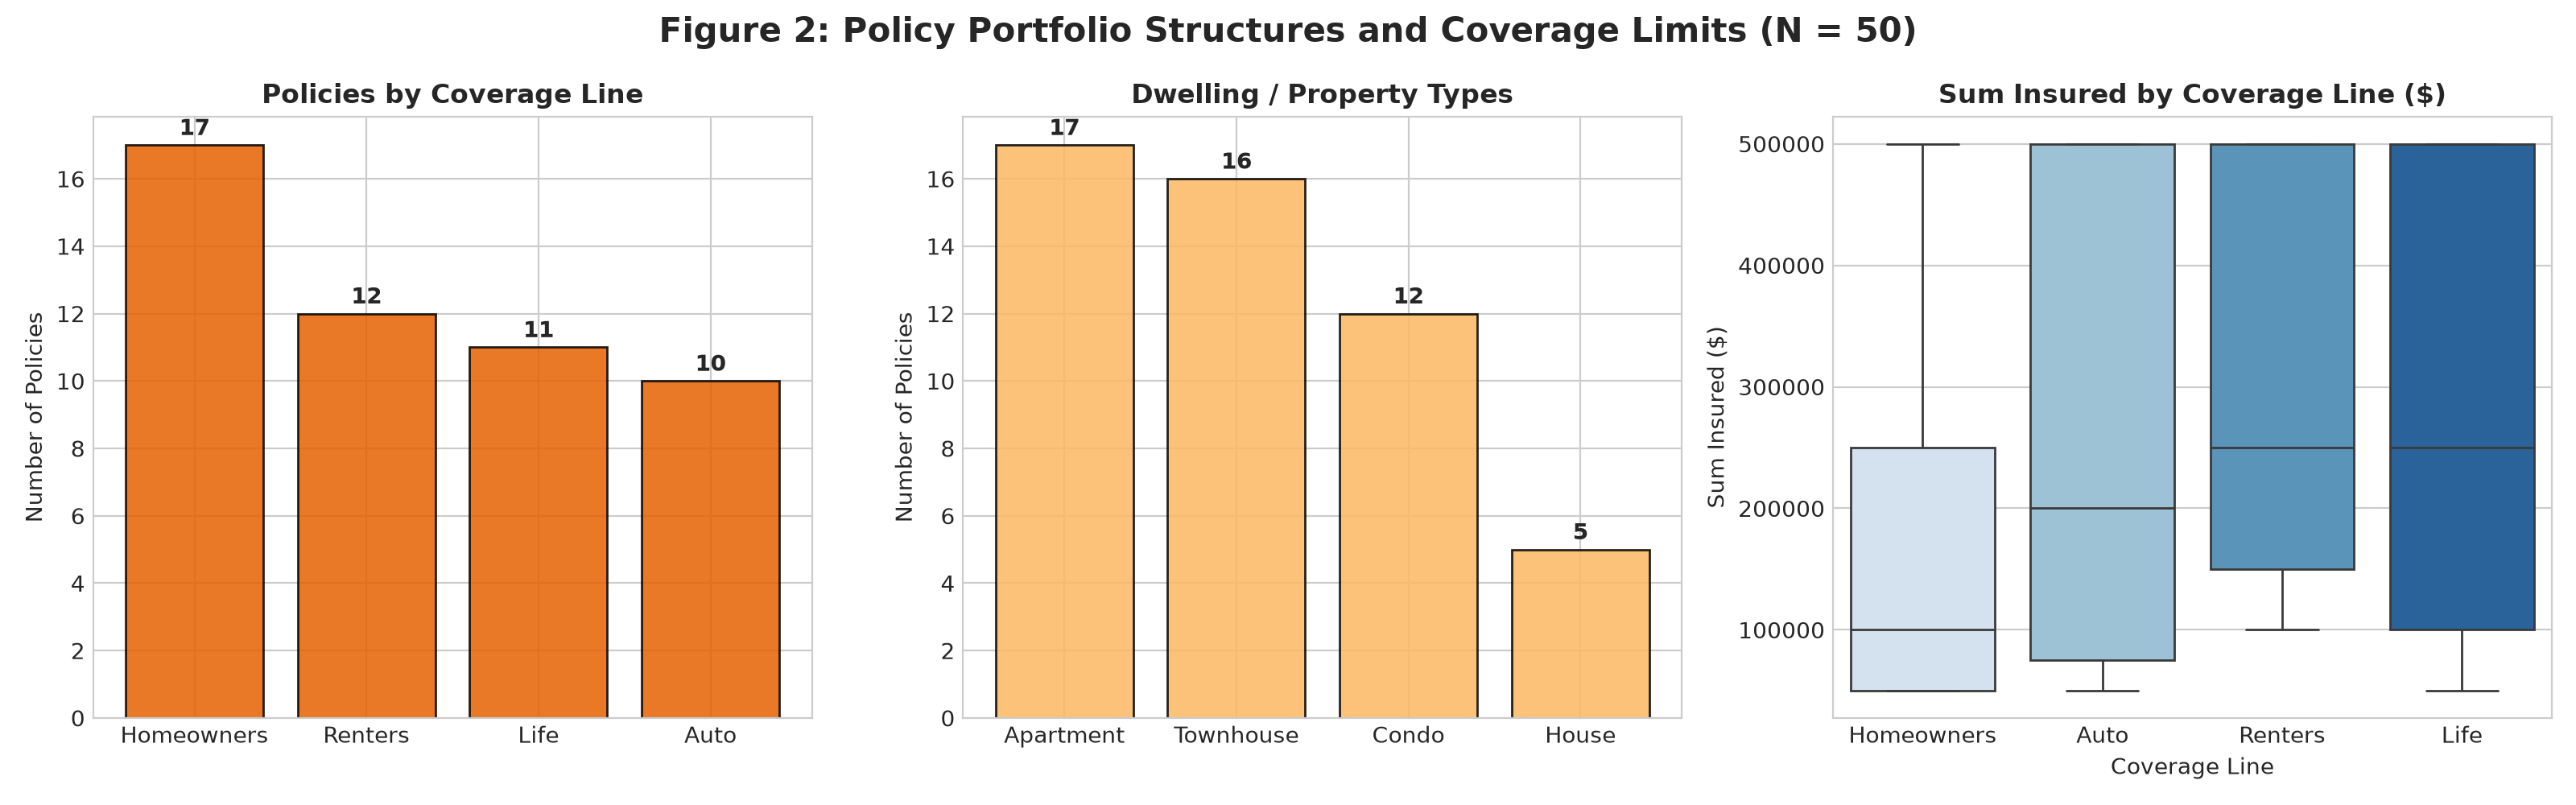 Figure 2: Policy Portfolio Structures and Coverage Limits (N = 50)
Policies by Coverage Line
Number of Policies
16
14
12
10
8
6
4
2
0
17
12
11
10
Homeowners
Renters
Life
Auto
Dwelling / Property Types
Number of Policies
16
14
12
10
8
6
4
2
0
17
16
12
5
Apartment
Townhouse
Condo
House
Sum Insured by Coverage Line ($)
Sum Insured ($)
500000
400000
300000
200000
100000
Homeowners
Auto
Renters
Life
Coverage Line